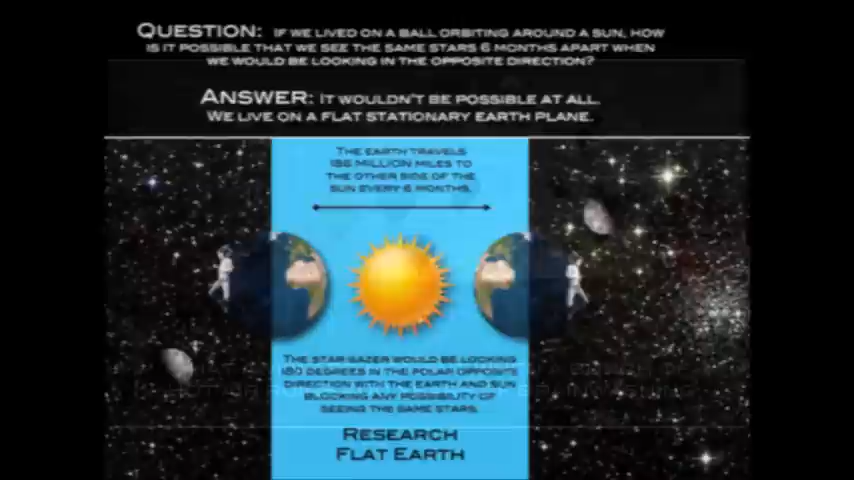 QUESTION: IF WE LIVED ON A BALL ORBITING AROUND A SUN, HOW
IS IT POSSIBLE THAT WE SEE THE SAME STARS 6 MONTHS APART WHEN
WE WOULD BE LOOKING IN THE OPPOSITE DIRECTION?
ANSWER: IT WOULDN'T BE POSSIBLE AT ALL.
WE LIVE ON A FLAT STATIONARY EARTH PLANE.
THE EARTH TRAVELS
186 MILLION MILES TO
THE OTHER SIDE OF THE
SUN EVERY 6 MONTHS.
THE STAR GAZER WOULD BE LOOKING
180 DEGREES IN THE POLAR OPPOSITE
DIRECTION WITH THE EARTH AND SUN
BLOCKING ANY POSSIBILITY OF
SEEING THE SAME STARS.
RESEARCH
FLAT EARTH